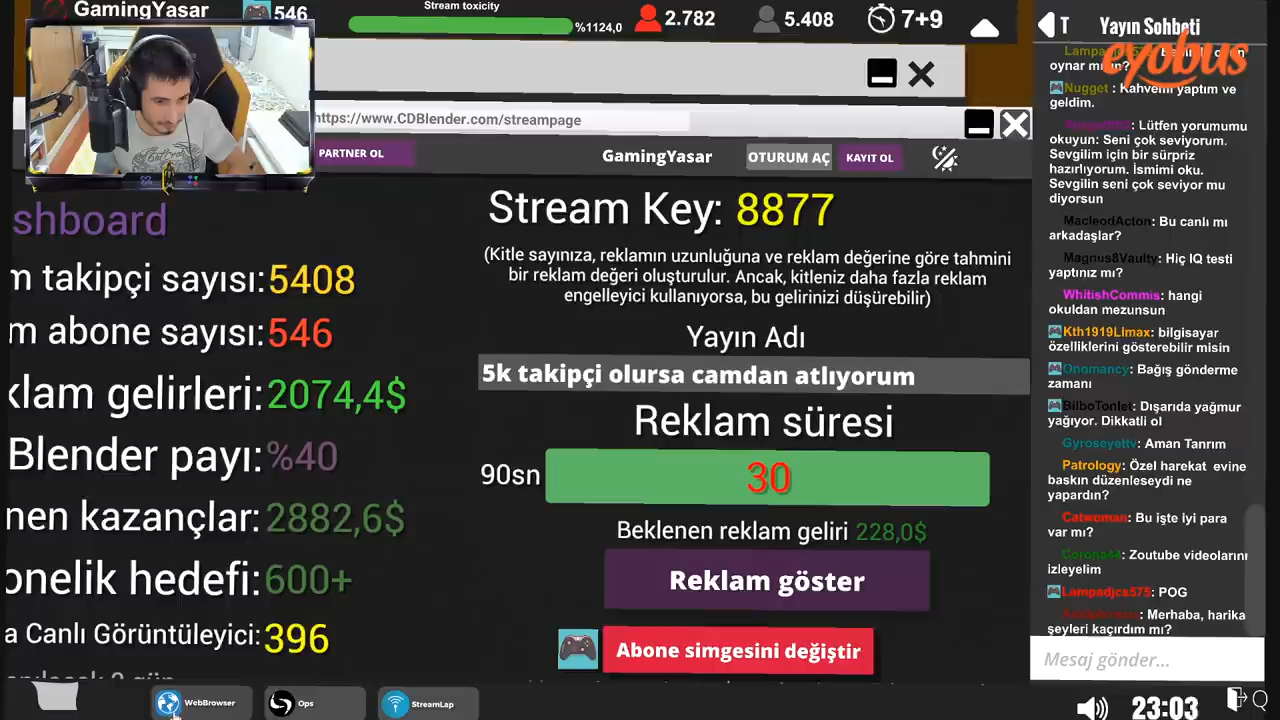 GamingYasar
546
Stream toxicity
%1124,0
2.782
5.408
7+9
T
Yayın Sohbeti
eyobus
oynar mısın?
Nugget : Kahvemi yaptım ve
geldim.
Lütfen yorumumu
okuyun: Seni çok seviyorum.
Sevgilim için bir sürpriz
hazırlıyorum. İsmimi oku.
Sevgilin seni çok seviyor mu
diyorsun
MacleodActon: Bu canlı mı
arkadaşlar?
Magnus8Vaulty: Hiç IQ testi
yaptınız mı?
WhitishCommis: hangi
okuldan mezunsun
Kth1919Limax: bilgisayar
özelliklerini gösterebilir misin
Onomancy: Bağış gönderme
zamanı
BilboTonlet: Dışarıda yağmur
yağıyor. Dikkatli ol
Gyroseyettv: Aman Tanrım
Patrology: Özel harekat evine
baskın düzenleseydi ne
yapardın?
Catwoman: Bu işte iyi para
var mı?
Corona44: Zoutube videolarını
izleyelim
Lampadjcs575: POG
Merhaba, harika
şeyleri kaçırdım mı?
Mesaj gönder...
https://www.CDBlender.com/streampage
PARTNER OL
GamingYasar
OTURUM AÇ
KAYIT OL
shboard
m takipçi sayısı:5408
m abone sayısı:546
klam gelirleri:2074,4$
Blender payı:%40
nen kazançlar:2882,6$
onelik hedefi:600+
a Canlı Görüntüleyici:396
Stream Key: 8877
(Kitle sayınıza, reklamın uzunluğuna ve reklam değerine göre tahmini
bir reklam değeri oluşturulur. Ancak, kitleniz daha fazla reklam
engelleyici kullanıyorsa, bu gelirinizi düşürebilir)
Yayın Adı
5k takipçi olursa camdan atlıyorum
Reklam süresi
90sn
30
Beklenen reklam geliri 228,0$
Reklam göster
Abone simgesini değiştir
WebBrowser
Ops
StreamLap
23:03
Q